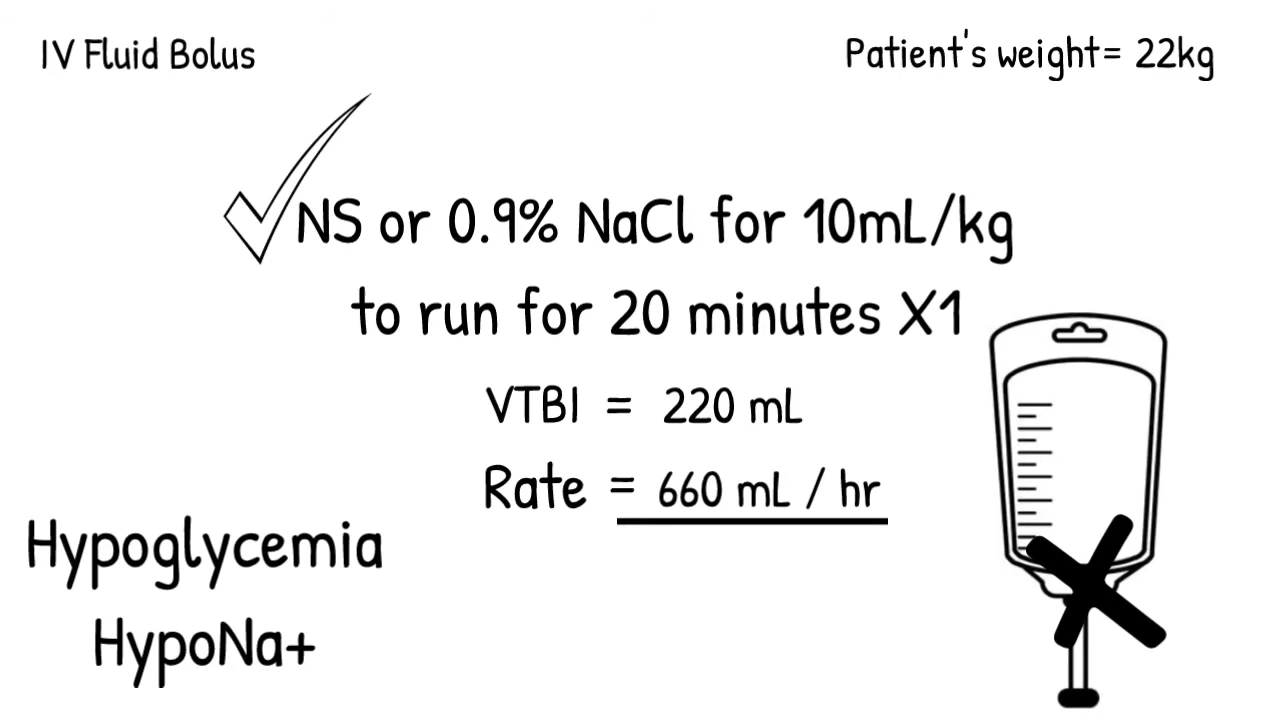 IV Fluid Bolus
Patient's weight= 22kg
NS or 0.9% NaCl for 10mL/kg
to run for 20 minutes X1
VTBI = 220 mL
Rate = 660 mL / hr
Hypoglycemia
HypoNa+